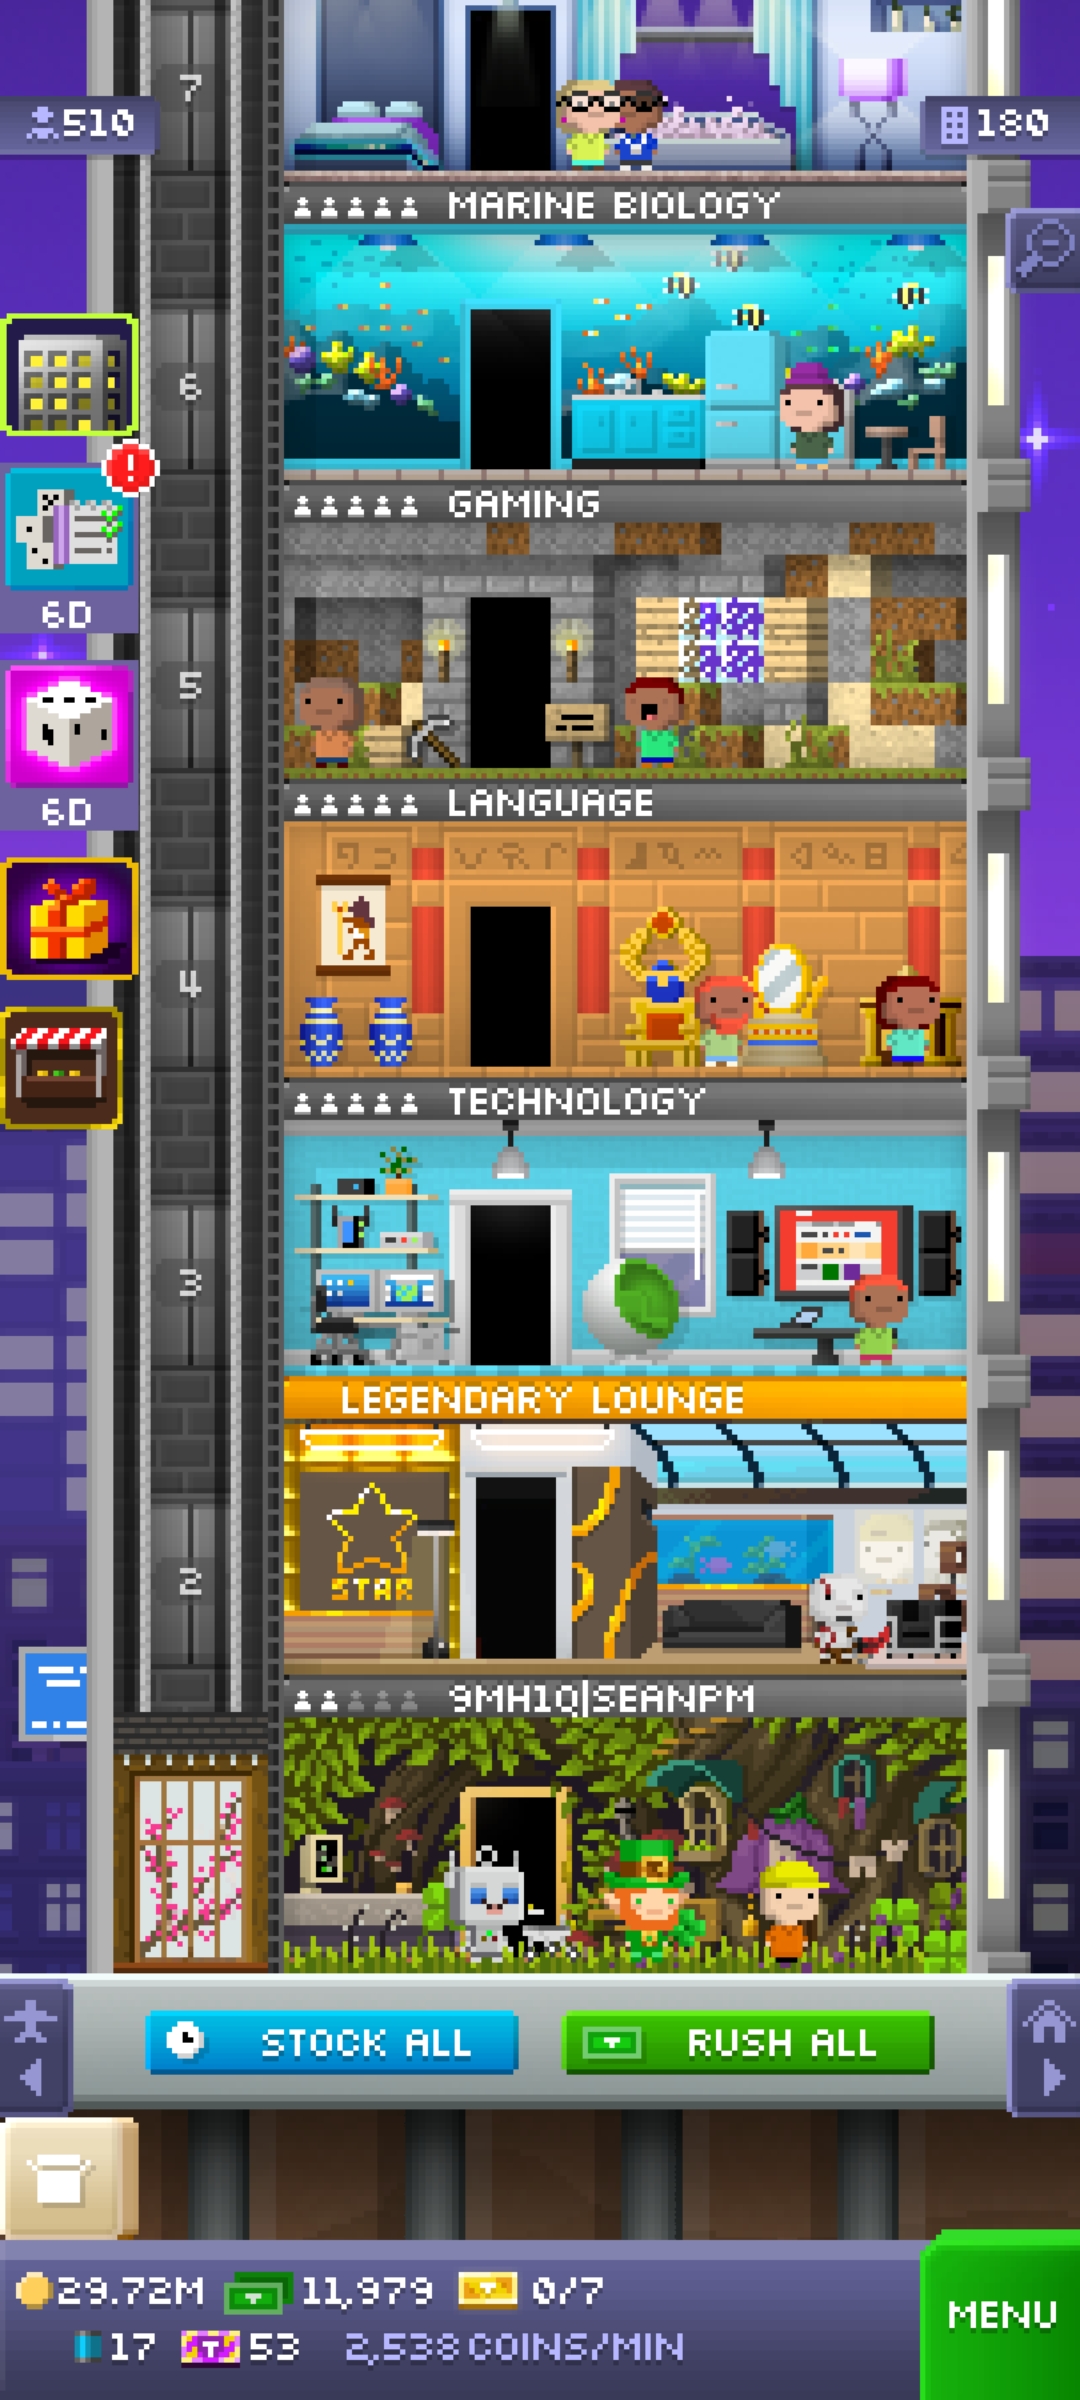 7
510
180
MARINE BIOLOGY
6
GAMING
6D
5
6D
LANGUAGE
4
TECHNOLOGY
3
LEGENDARY LOUNGE
STAR
2
9MH1Q|SEANPM
STOCK ALL
RUSH ALL
29.72M
11,979
0/7
17
53
2,538 COINS/MIN
MENU